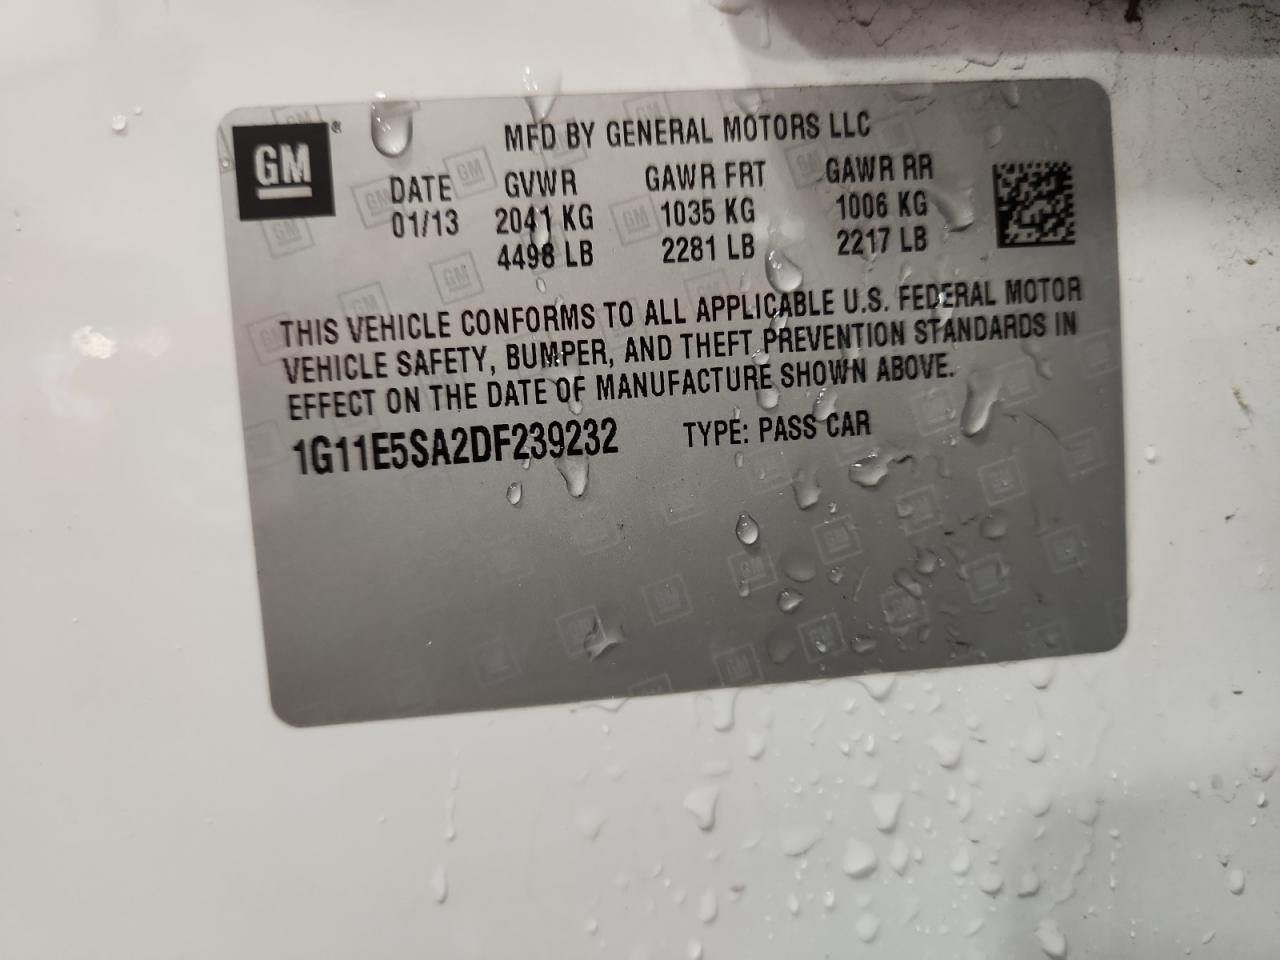 GM®
MFD BY GENERAL MOTORS LLC
DATE GVWR GAWR FRT GAWR RR
01/13 2041 KG 1035 KG 1006 KG
4498 LB 2281 LB 2217 LB
THIS VEHICLE CONFORMS TO ALL APPLICABLE U.S. FEDERAL MOTOR
VEHICLE SAFETY, BUMPER, AND THEFT PREVENTION STANDARDS IN
EFFECT ON THE DATE OF MANUFACTURE SHOWN ABOVE.
1G11E5SA2DF239232 TYPE: PASS CAR